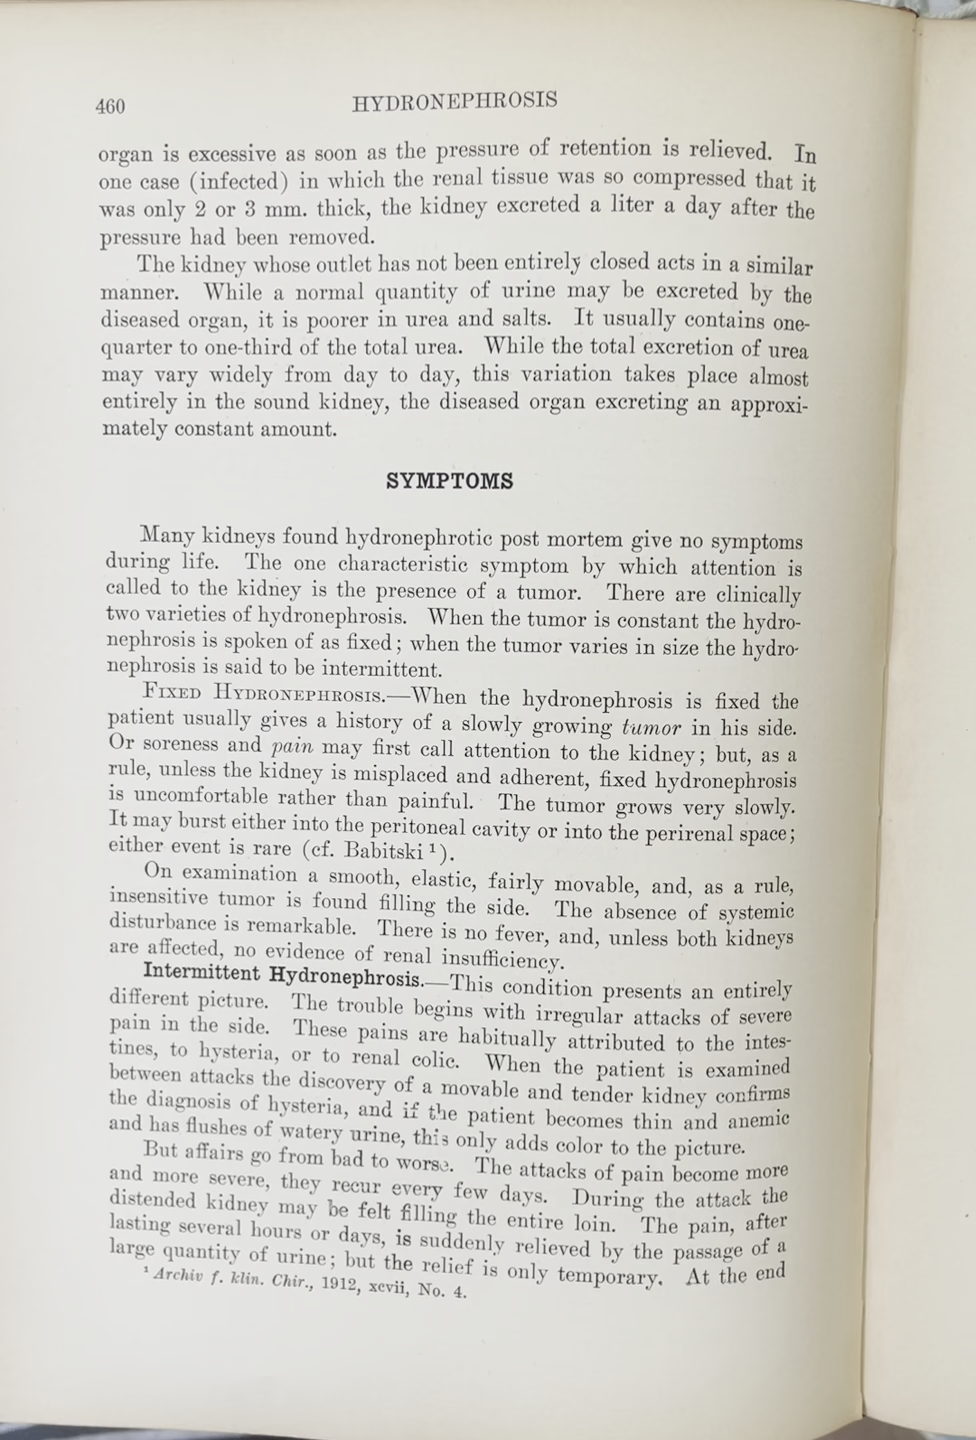 460
HYDRONEPHROSIS
organ is excessive as soon as the pressure of retention is relieved. In
one case (infected) in which the renal tissue was so compressed that it
was only 2 or 3 mm. thick, the kidney excreted a liter a day after the
pressure had been removed.
The kidney whose outlet has not been entirely closed acts in a similar
manner. While a normal quantity of urine may be excreted by the
diseased organ, it is poorer in urea and salts. It usually contains one-
quarter to one-third of the total urea. While the total excretion of urea
may vary widely from day to day, this variation takes place almost
entirely in the sound kidney, the diseased organ excreting an approxi-
mately constant amount.
SYMPTOMS
Many kidneys found hydronephrotic post mortem give no symptoms
during life. The one characteristic symptom by which attention is
called to the kidney is the presence of a tumor. There are clinically
two varieties of hydronephrosis. When the tumor is constant the hydro-
nephrosis is spoken of as fixed; when the tumor varies in size the hydro-
nephrosis is said to be intermittent.
FIXED HYDRONEPHROSIS.—When the hydronephrosis is fixed the
patient usually gives a history of a slowly growing tumor in his side.
Or soreness and pain may first call attention to the kidney; but, as a
rule, unless the kidney is misplaced and adherent, fixed hydronephrosis
is uncomfortable rather than painful. The tumor grows very slowly.
It may burst either into the peritoneal cavity or into the perirenal space;
either event is rare (cf. Babitski ¹).
On examination a smooth, elastic, fairly movable, and, as a rule,
insensitive tumor is found filling the side. The absence of systemic
disturbance is remarkable. There is no fever, and, unless both kidneys
are affected, no evidence of renal insufficiency.
Intermittent Hydronephrosis.—This condition presents an entirely
different picture. The trouble begins with irregular attacks of severe
pain in the side. These pains are habitually attributed to the intes-
tines, to hysteria, or to renal colic. When the patient is examined
between attacks the discovery of a movable and tender kidney confirms
the diagnosis of hysteria, and if the patient becomes thin and anemic
and has flushes of watery urine, this only adds color to the picture.
But affairs go from bad to worse. The attacks of pain become more
and more severe, they recur every few days. During the attack the
distended kidney may be felt filling the entire loin. The pain, after
lasting several hours or days, is suddenly relieved by the passage of a
large quantity of urine; but the relief is only temporary. At the end
¹ Archiv f. klin. Chir., 1912, xcvii, No. 4.